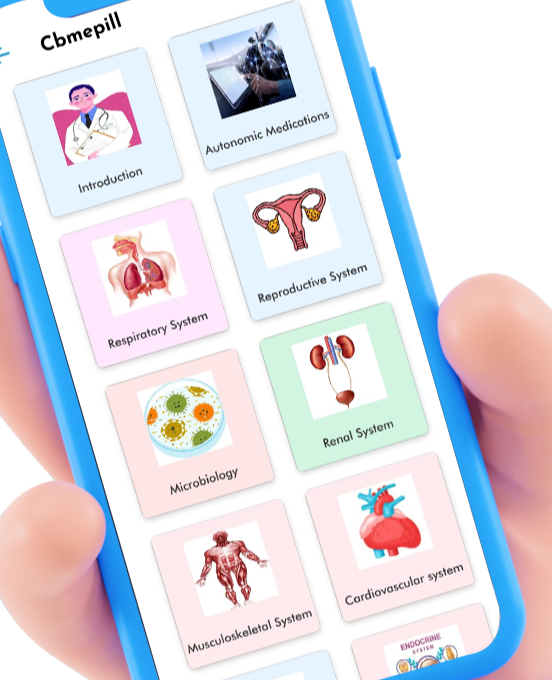 Cbmepill
Introduction
Autonomic Medications
Respiratory System
Reproductive System
Microbiology
Renal System
Musculoskeletal System
Cardiovascular system
ENDOCRINE
SYSTEM